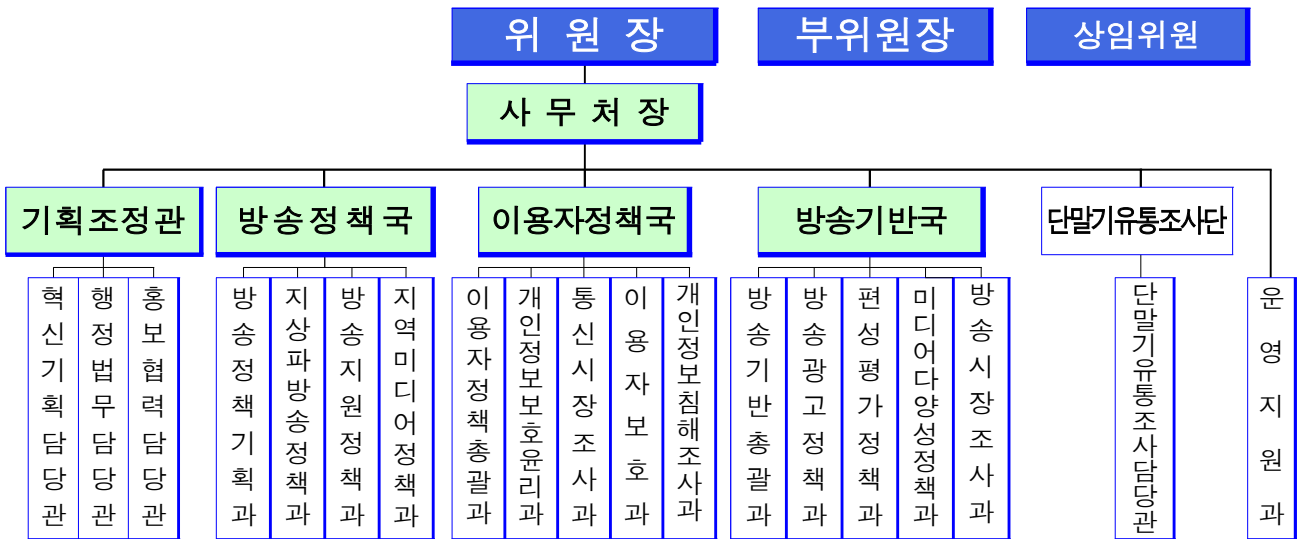 위 원 장
부위원장
상임위원
사 무 처 장
기획조정관
방송정책국
이용자정책국
방송기반국
단말기유통조사단
혁신기획담당관
행정법무담당관
홍보협력담당관
방송정책기획과
지상파방송정책과
방송지원정책과
지역미디어정책과
이용자정책총괄과
개인정보보호윤리과
통신시장조사과
이용자보호과
개인정보침해조사과
방송기반총괄과
방송광고정책과
편성평가정책과
미디어다양성정책과
방송시장조사과
단말기유통조사담당관
운영지원과